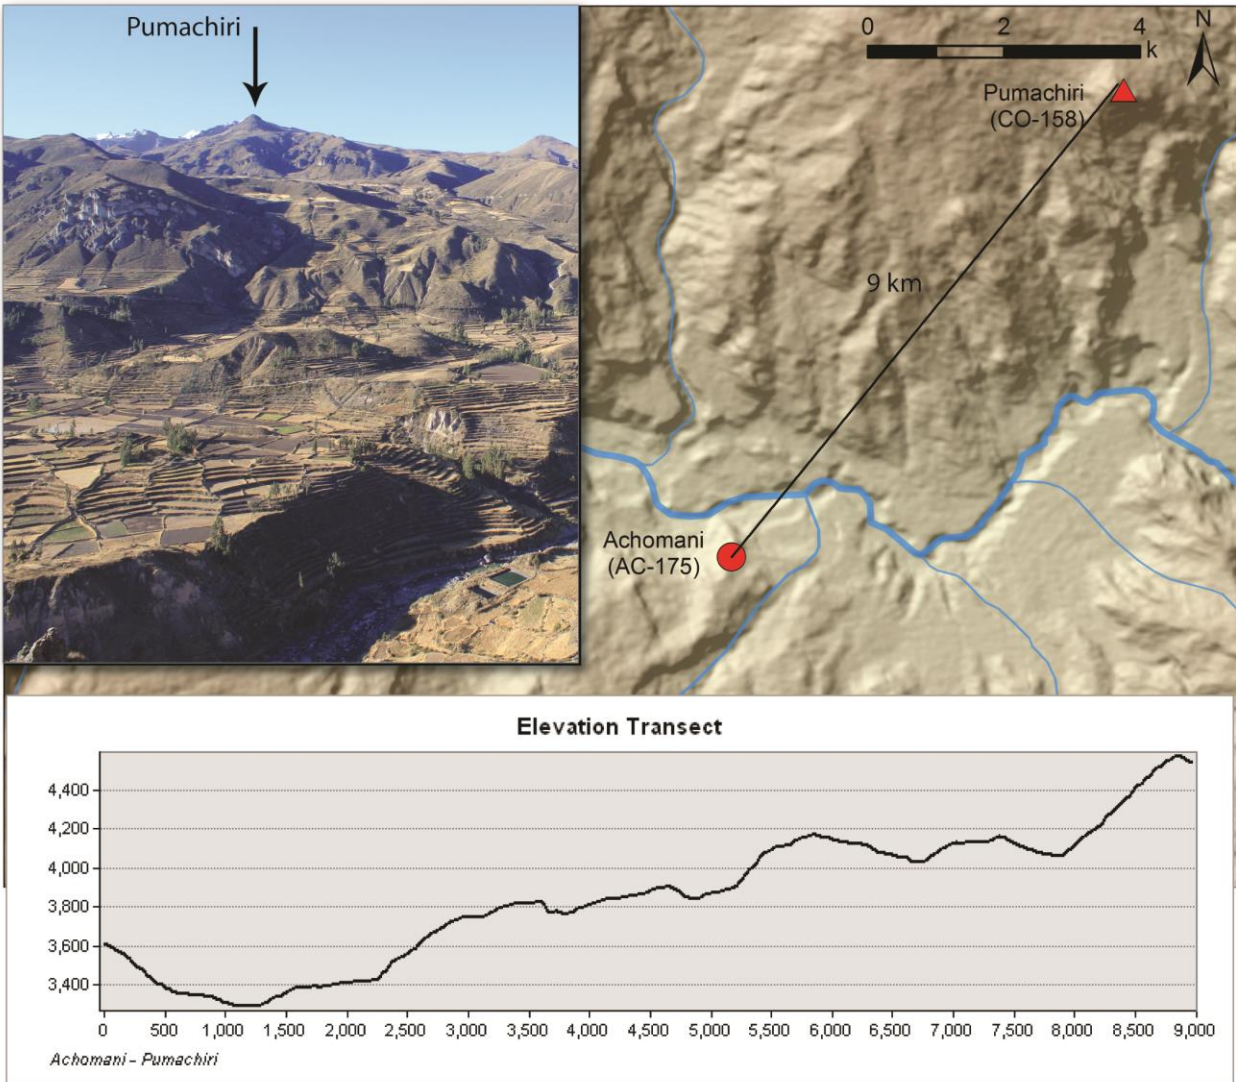 Pumachiri
0 2 4
k
N
Pumachiri
(CO-158)
9 km
Achomani
(AC-175)
Elevation Transect
4,400
4,200
4,000
3,800
3,600
3,400
0 500 1,000 1,500 2,000 2,500 3,000 3,500 4,000 4,500 5,000 5,500 6,000 6,500 7,000 7,500 8,000 8,500 9,000
Achomani - Pumachiri